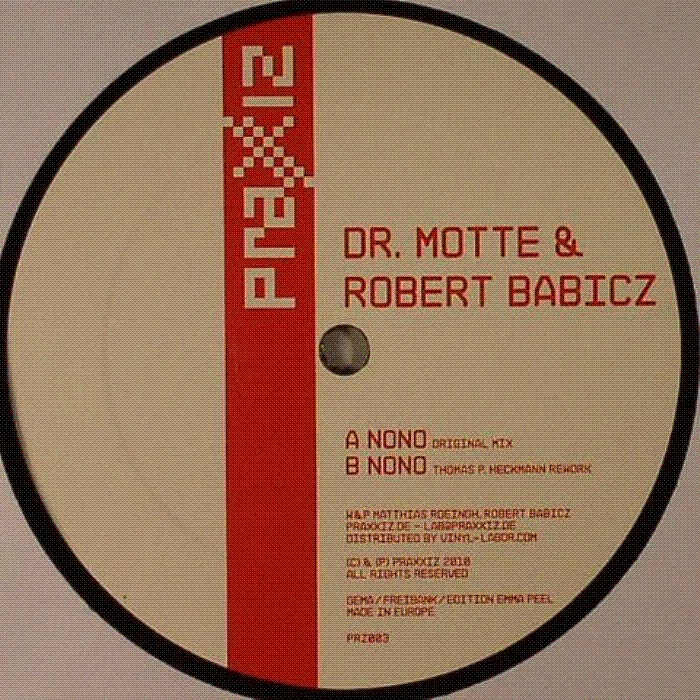 praxxiz
DR. MOTTE &
ROBERT BABICZ
A NONO ORIGINAL MIX
B NONO THOMAS P. HECKMANN REWORK
W&P MATTHIAS ROEINGH, ROBERT BABICZ
PRAXXIZ.DE - LAB@PRAXXIZ.DE
DISTRIBUTED BY VINYL-LABOR.COM
(C) & (P) PRAXXIZ 2010
ALL RIGHTS RESERVED
GEMA/FREIBANK/EDITION EMMA PEEL
MADE IN EUROPE
PRZ003